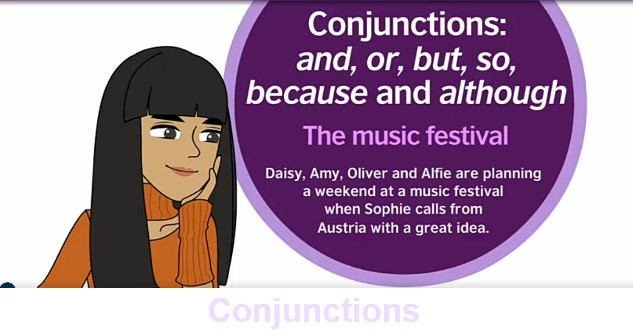 Conjunctions:
and, or, but, so,
because and although
The music festival
Daisy, Amy, Oliver and Alfie are planning
a weekend at a music festival
when Sophie calls from
Austria with a great idea.
Conjunctions